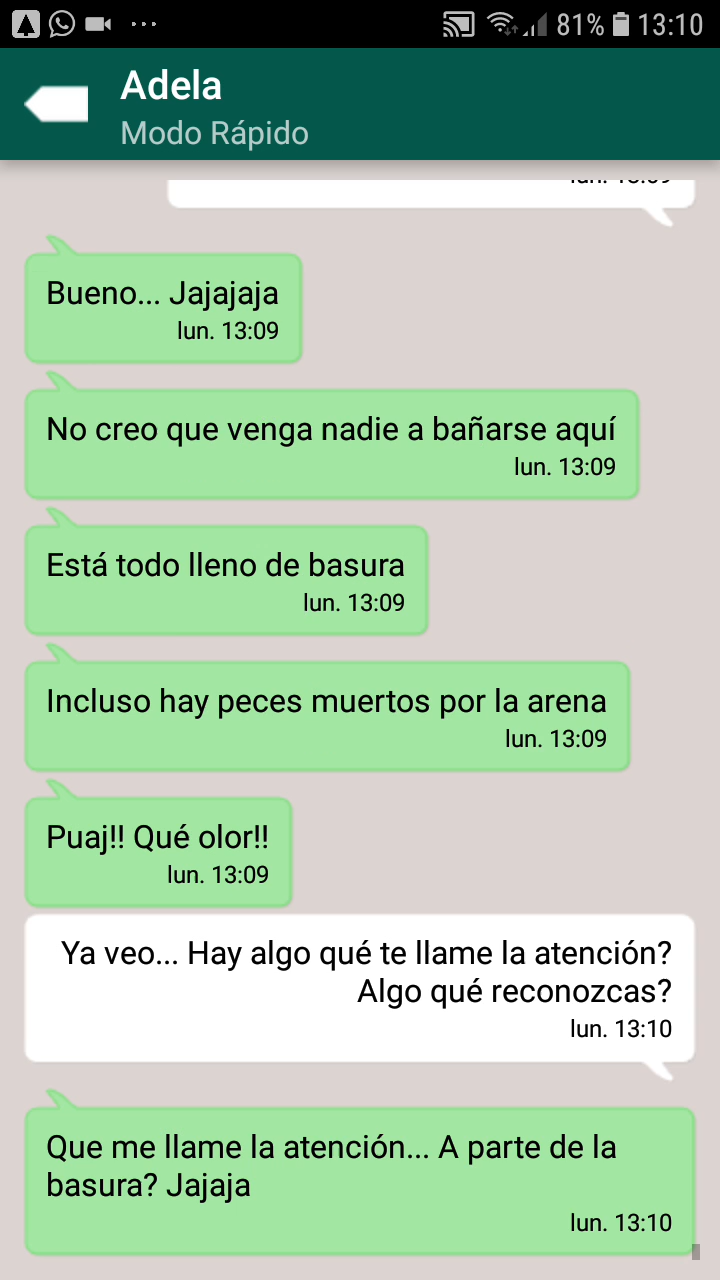 81% 13:10
Adela
Modo Rápido
Bueno... Jajajaja
lun. 13:09
No creo que venga nadie a bañarse aquí
lun. 13:09
Está todo lleno de basura
lun. 13:09
Incluso hay peces muertos por la arena
lun. 13:09
Puaj!! Qué olor!!
lun. 13:09
Ya veo... Hay algo qué te llame la atención?
Algo qué reconozcas?
lun. 13:10
Que me llame la atención... A parte de la
basura? Jajaja
lun. 13:10